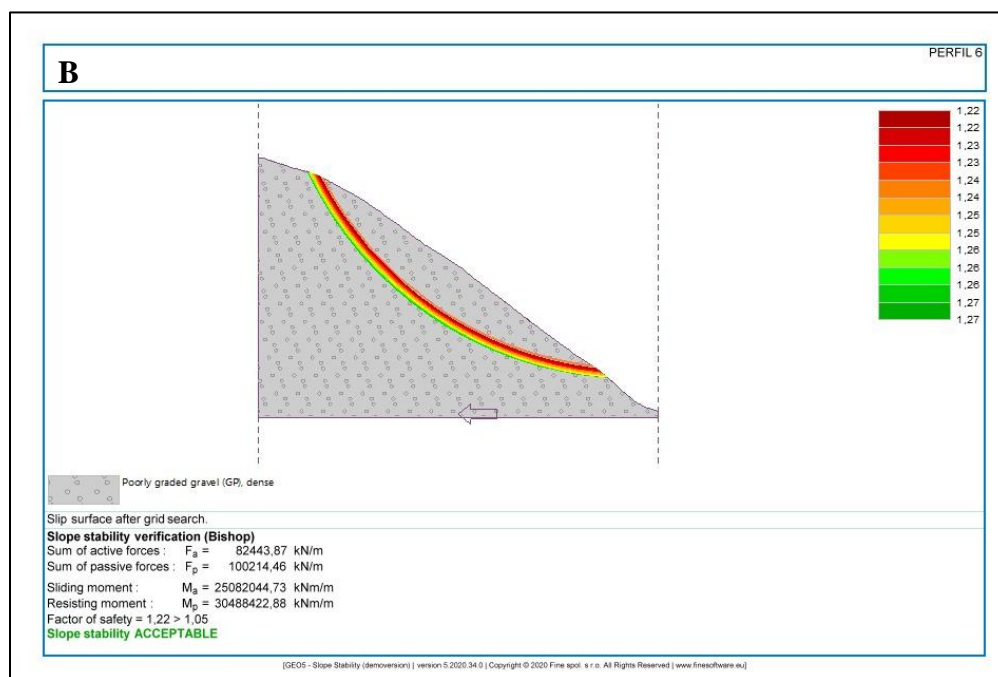 PERFIL 6
B
1,22
1,22
1,23
1,23
1,24
1,24
1,25
1,25
1,26
1,26
1,27
1,27
Poorly graded gravel (GP), dense
Slip surface after grid search.
Slope stability verification (Bishop)
Sum of active forces : Fa = 82443,87 kN/m
Sum of passive forces : Fp = 100214,46 kN/m
Sliding moment : Ma = 25082044,73 kNm/m
Resisting moment : Mp = 30488422,88 kNm/m
Factor of safety = 1,22 > 1,05
Slope stability ACCEPTABLE
[GEO5 - Slope Stability (demoversion) | version 5.2020.34.0 | Copyright © 2020 Fine spol. s r.o. All Rights Reserved | www.finesoftware.eu]